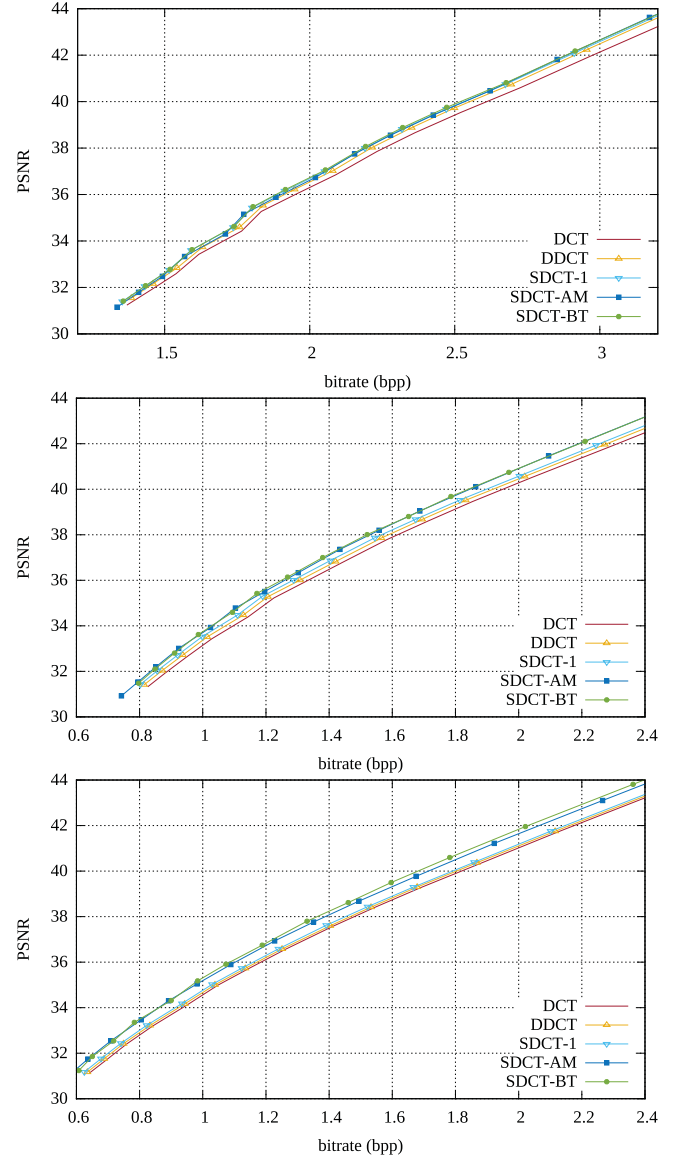 44
42
40
38
36
34
32
30
PSNR
DCT
DDCT
SDCT-1
SDCT-AM
SDCT-BT
1.5 2 2.5 3
bitrate (bpp)
44
42
40
38
36
34
32
30
PSNR
DCT
DDCT
SDCT-1
SDCT-AM
SDCT-BT
0.6 0.8 1 1.2 1.4 1.6 1.8 2 2.2 2.4
bitrate (bpp)
44
42
40
38
36
34
32
30
PSNR
DCT
DDCT
SDCT-1
SDCT-AM
SDCT-BT
0.6 0.8 1 1.2 1.4 1.6 1.8 2 2.2 2.4
bitrate (bpp)